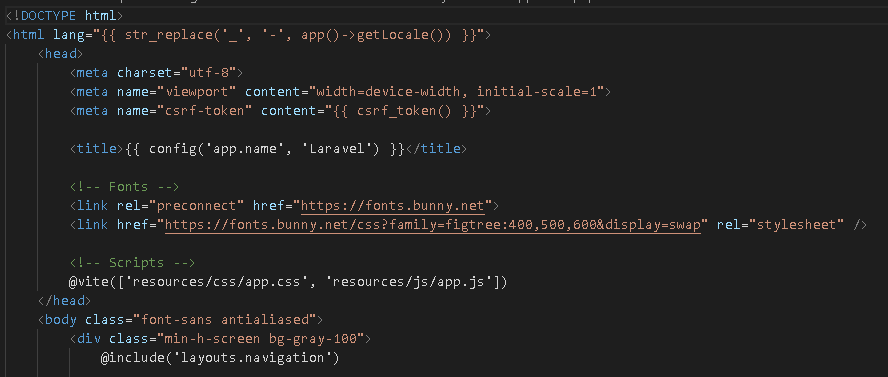 <!DOCTYPE html>
<html lang="{{ str_replace('_', '-', app()->getLocale()) }}">
<head>
<meta charset="utf-8">
<meta name="viewport" content="width=device-width, initial-scale=1">
<meta name="csrf-token" content="{{ csrf_token() }}">
<title>{{ config('app.name', 'Laravel') }}</title>
<!-- Fonts -->
<link rel="preconnect" href="https://fonts.bunny.net">
<link href="https://fonts.bunny.net/css?family=figtree:400,500,600&display=swap" rel="stylesheet" />
<!-- Scripts -->
@vite(['resources/css/app.css', 'resources/js/app.js'])
</head>
<body class="font-sans antialiased">
<div class="min-h-screen bg-gray-100">
@include('layouts.navigation')